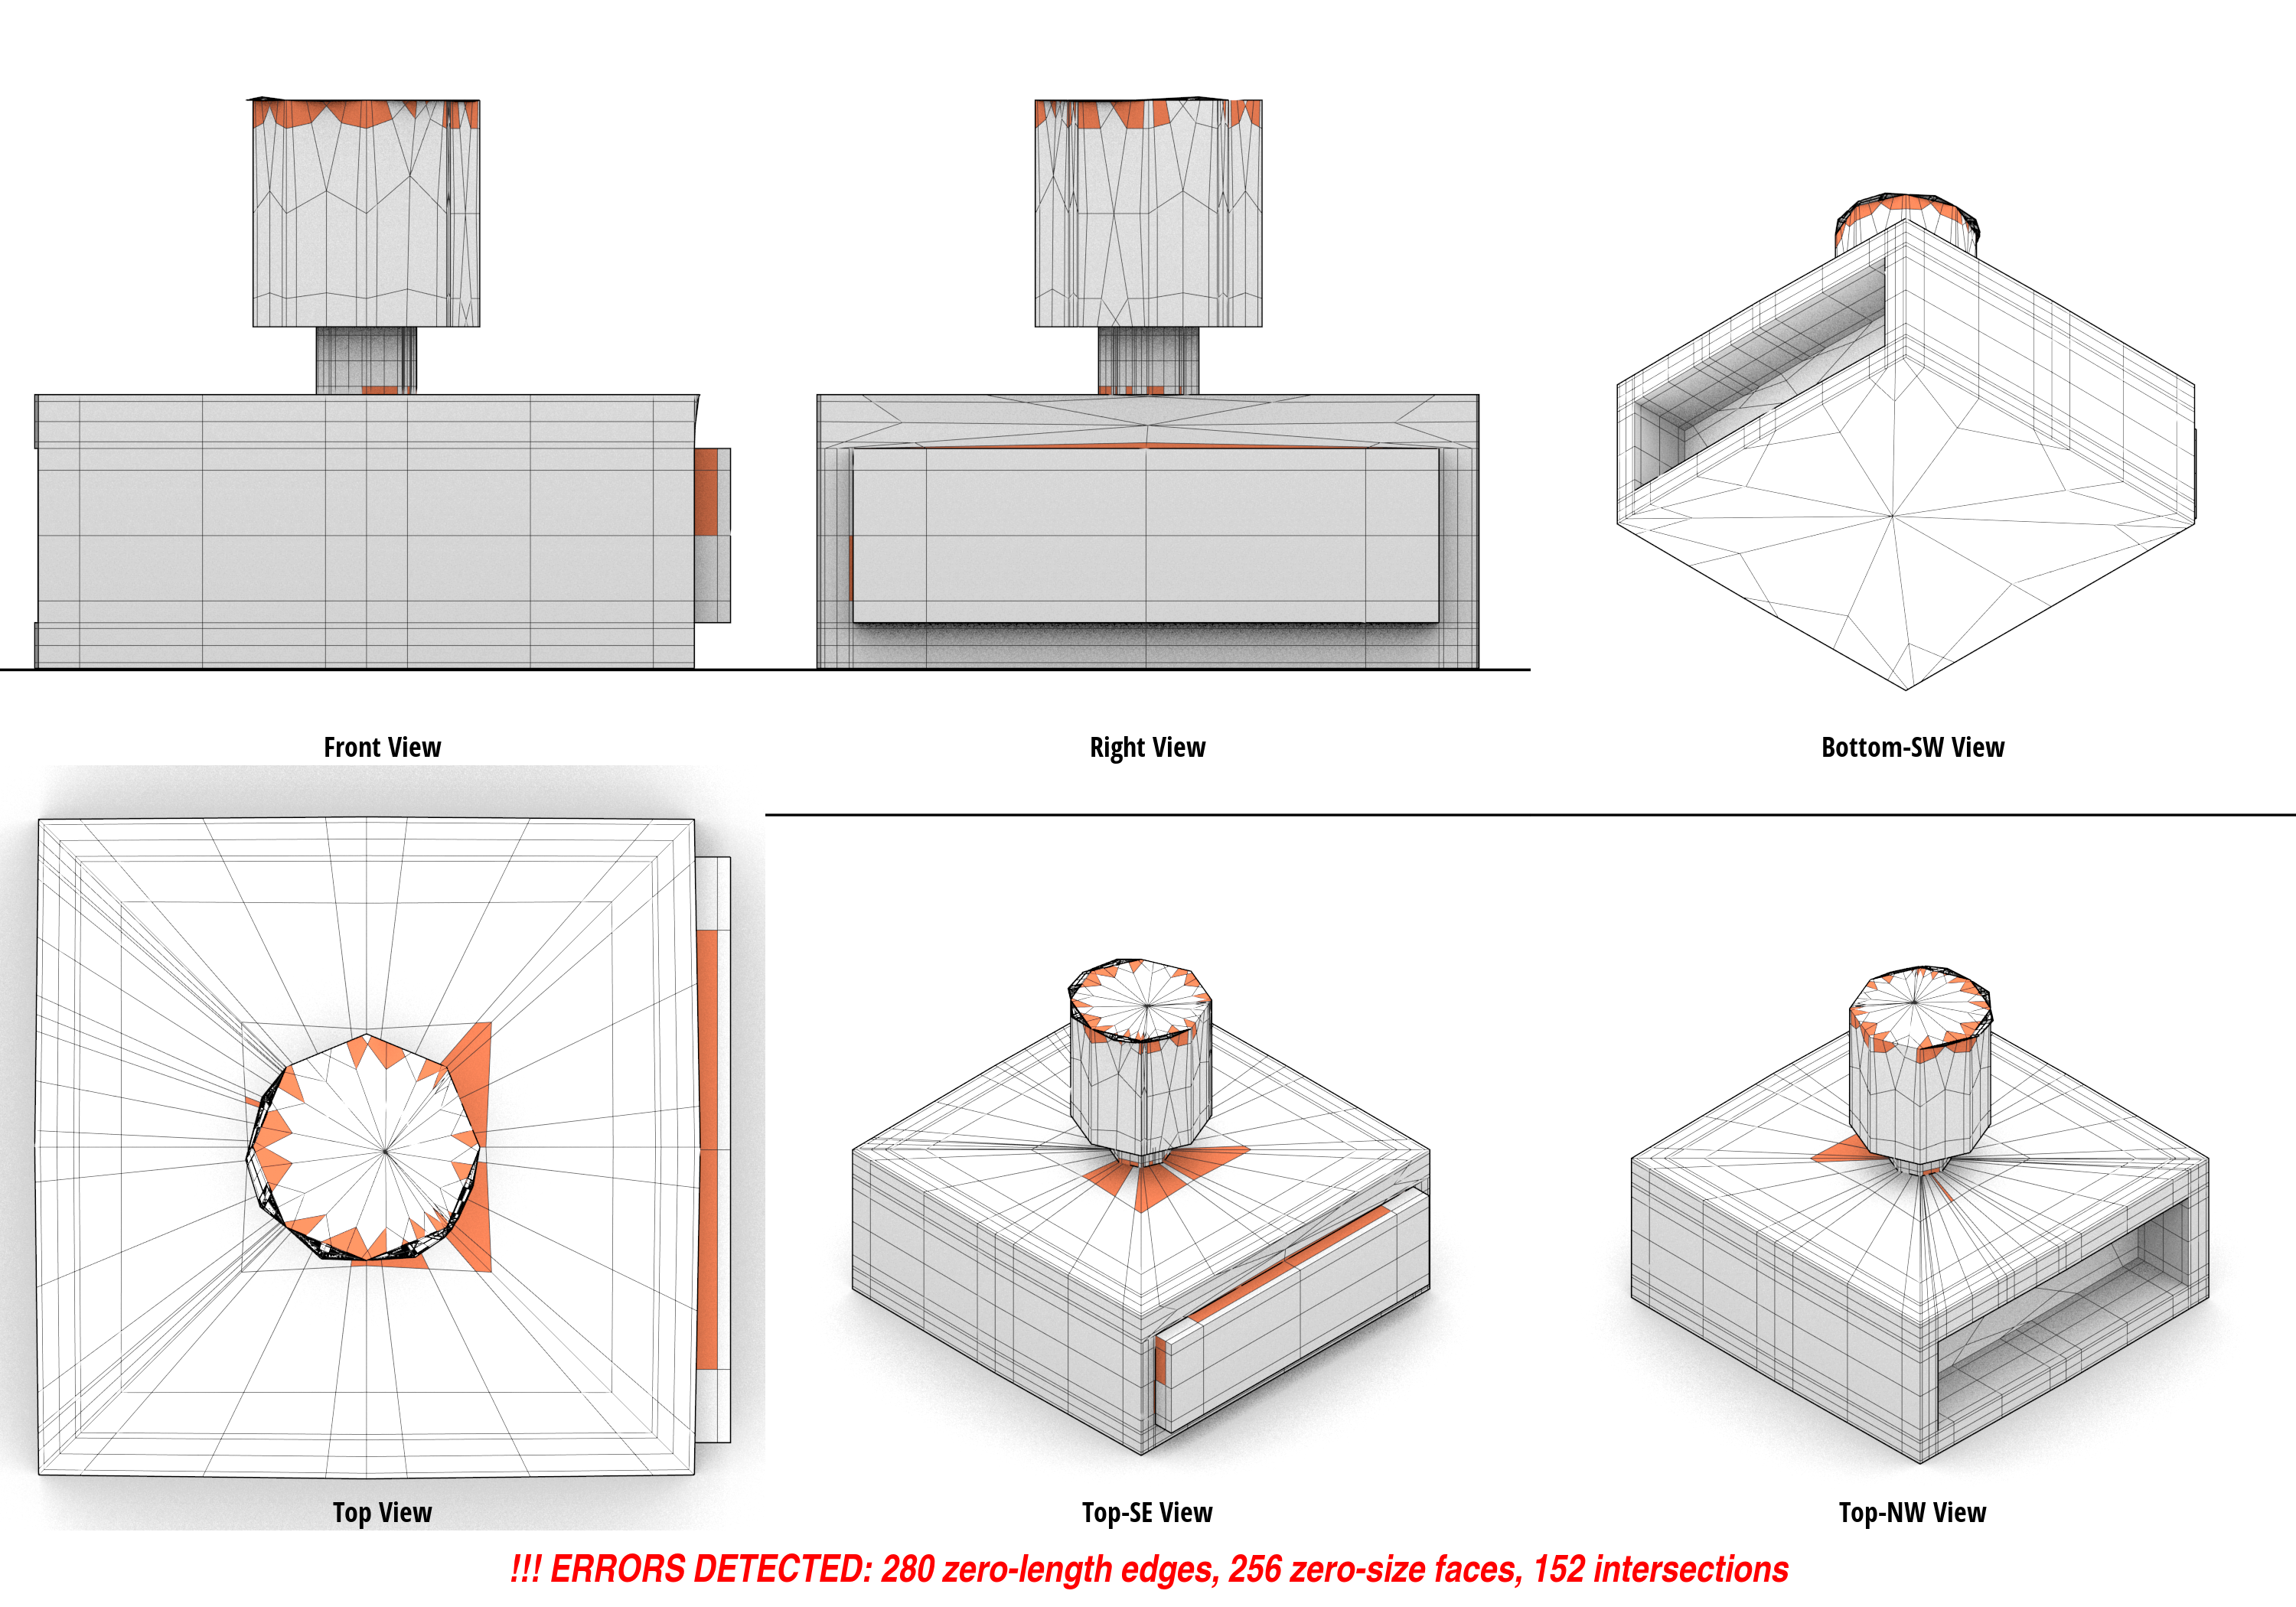 Front View
Right View
Bottom-SW View
Top View
Top-SE View
Top-NW View
!!! ERRORS DETECTED: 280 zero-length edges, 256 zero-size faces, 152 intersections